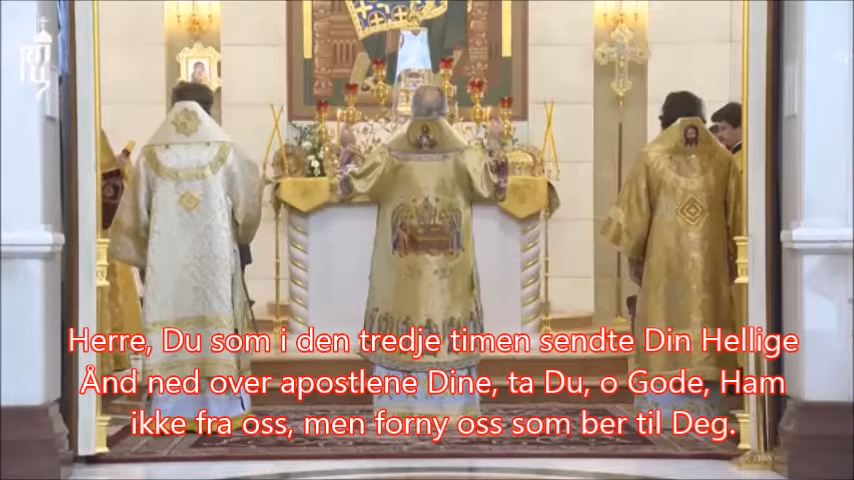 Herre, Du som i den tredje timen sendte Din Hellige
Ånd ned over apostlene Dine, ta Du, o Gode, Ham
ikke fra oss, men forny oss som ber til Deg.